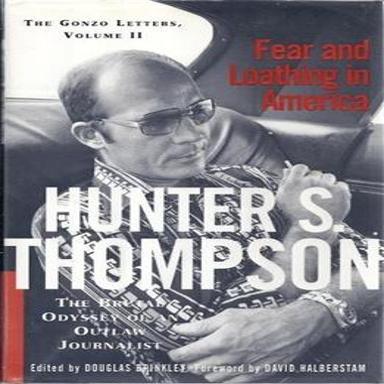 THE GONZO LETTERS,
VOLUME II
Fear and
Loathing in
America
HUNTER S.
THOMPSON
THE BRUTAL
ODYSSEY OF AN
OUTLAW
JOURNALIST
Edited by DOUGLAS BRINKLEY Foreword by DAVID HALBERSTAM